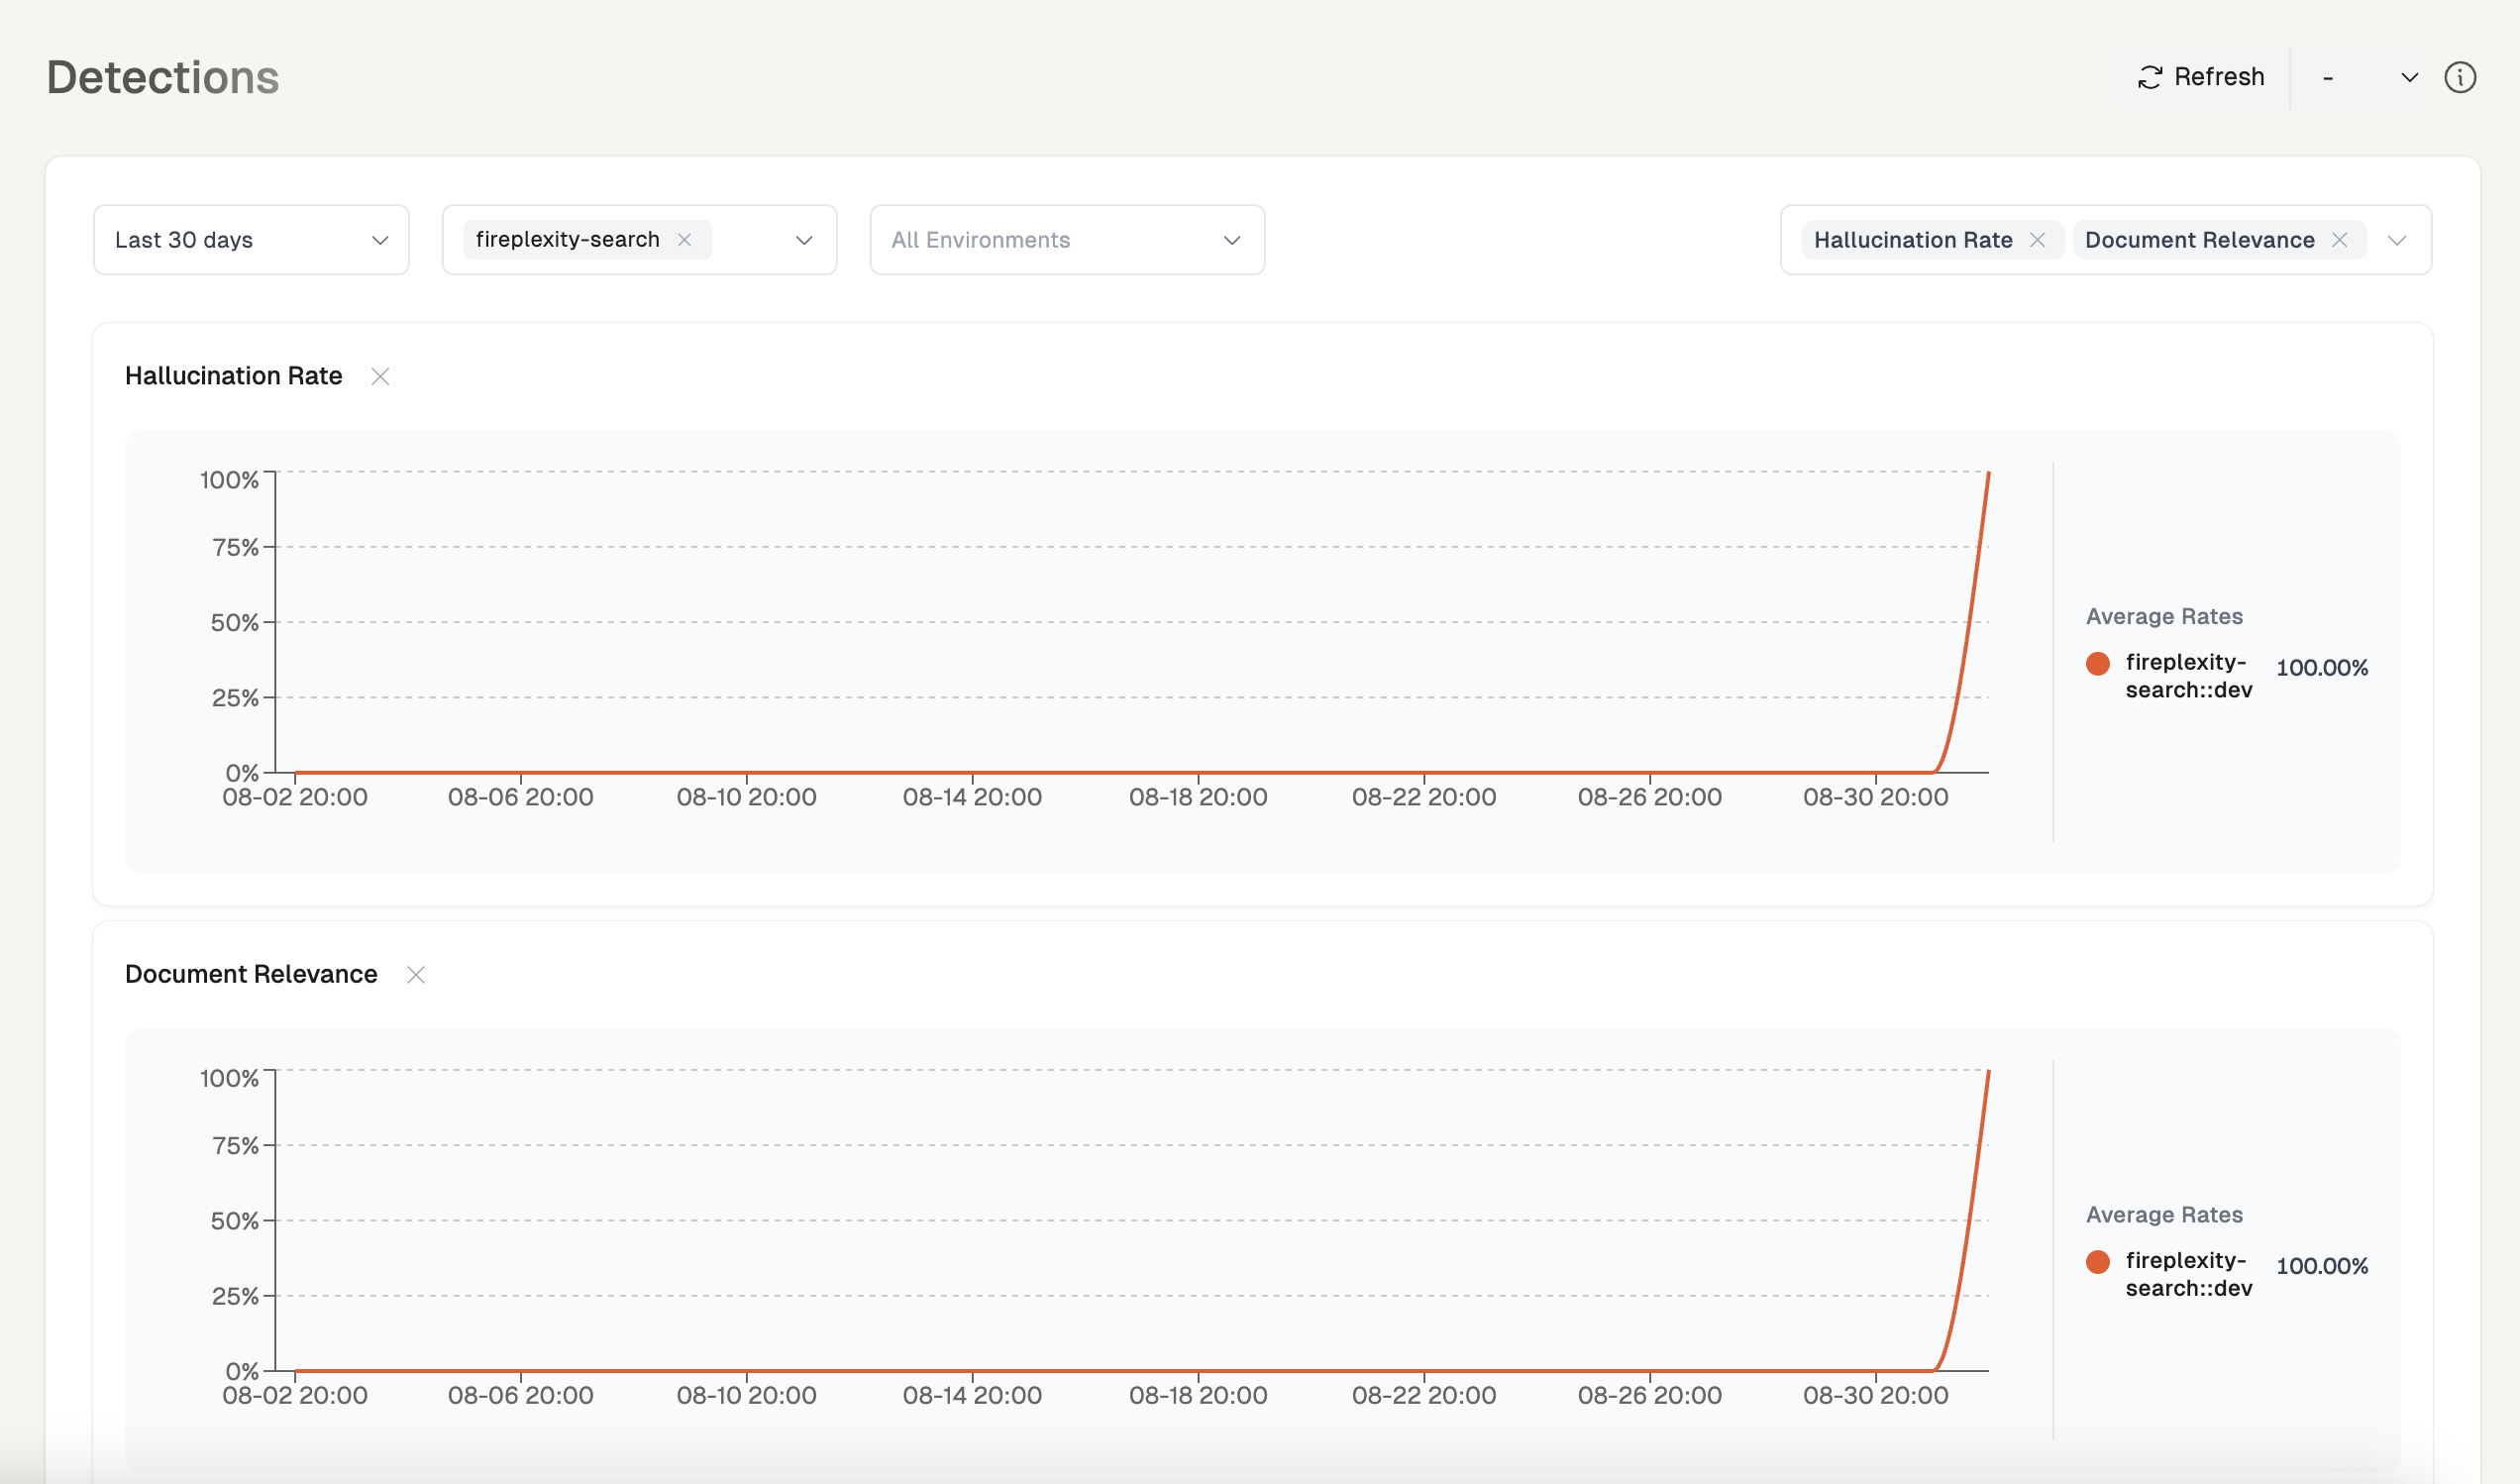 Detections
Refresh
-
Last 30 days
fireplexity-search
All Environments
Hallucination Rate
Document Relevance
Hallucination Rate
100%
75%
50%
25%
0%
08-02 20:00
08-06 20:00
08-10 20:00
08-14 20:00
08-18 20:00
08-22 20:00
08-26 20:00
08-30 20:00
Average Rates
fireplexity-
search::dev
100.00%
Document Relevance
100%
75%
50%
25%
0%
08-02 20:00
08-06 20:00
08-10 20:00
08-14 20:00
08-18 20:00
08-22 20:00
08-26 20:00
08-30 20:00
Average Rates
fireplexity-
search::dev
100.00%